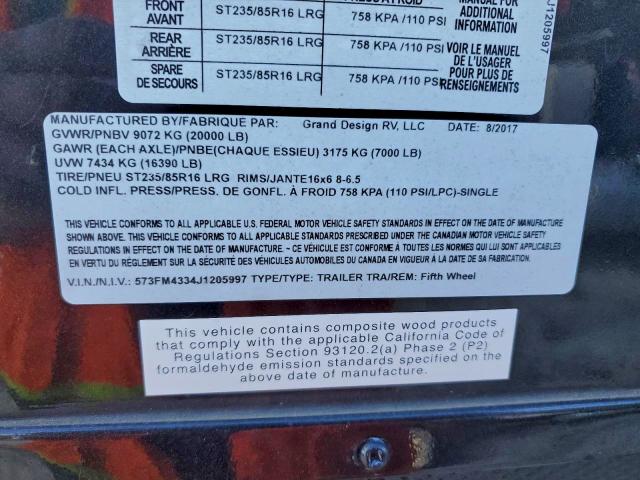 FRONT
AVANT
ST235/85R16 LRG
758 KPA /110 PSI
REAR
ARRIÈRE
ST235/85R16 LRG
758 KPA /110 PSI
SPARE
DE SECOURS
ST235/85R16 LRG
758 KPA /110 PSI
MANUAL FOR
ADDITIONAL
INFORMATION
VOIR LE MANUEL
DE L'USAGER
POUR PLUS DE
RENSEIGNEMENTS
J1205997
MANUFACTURED BY/FABRIQUE PAR: Grand Design RV, LLC DATE: 8/2017
GVWR/PNBV 9072 KG (20000 LB)
GAWR (EACH AXLE)/PNBE(CHAQUE ESSIEU) 3175 KG (7000 LB)
UVW 7434 KG (16390 LB)
TIRE/PNEU ST235/85R16 LRG RIMS/JANTE16x6 8-6.5
COLD INFL. PRESS/PRESS. DE GONFL. À FROID 758 KPA (110 PSI/LPC)-SINGLE
THIS VEHICLE CONFORMS TO ALL APPLICABLE U.S. FEDERAL MOTOR VEHICLE SAFETY STANDARDS IN EFFECT ON THE DATE OF MANUFACTURE
SHOWN ABOVE. THIS VEHICLE CONFORMS TO ALL APPLICABLE STANDARDS PRESCRIBED UNDER THE CANADIAN MOTOR VEHICLE SAFETY
REGULATIONS IN EFFECT ON THE DATE OF MANUFACTURE. - CE VÉHICULE EST CONFORME À TOUTES LES NORMES QUI LUI SONT APPLICABLES
EN VERTU DU RÈGLEMENT SUR LA SÉCURITÉ DES VÉHICULES AUTOMOBILES DU CANADA EN VIGUEUR À LA DATE DE SA FABRICATION.
V.I.N./N.I.V.: 573FM4334J1205997 TYPE/TYPE: TRAILER TRA/REM: Fifth Wheel
This vehicle contains composite wood products
that comply with the applicable California Code of
Regulations Section 93120.2(a) Phase 2 (P2)
formaldehyde emission standards specified on the
above date of manufacture.